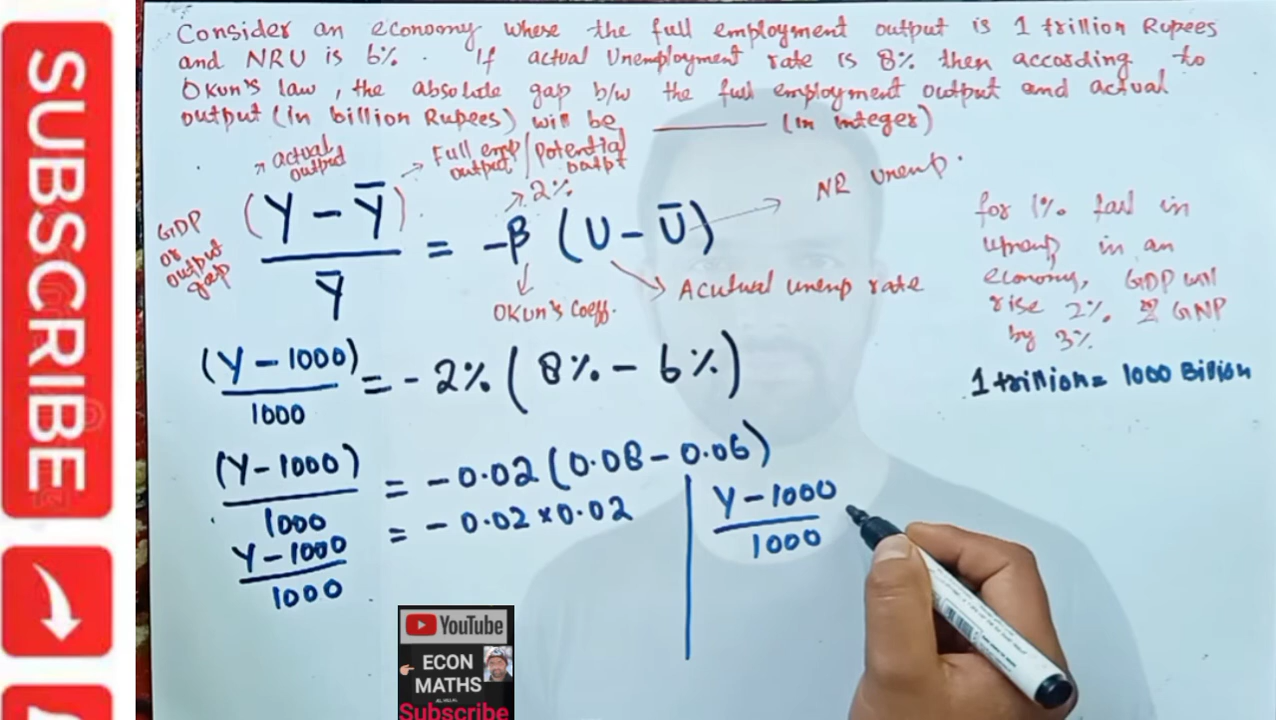 Consider an economy where the full employment output is 1 trillion Rupees
and NRU is 6%. If actual Unemployment rate is 8% then according to
Okun's law, the absolute gap b/w the full employment output and actual
output (in billion Rupees) will be ________ (in integer)
actual output
Full emp/Potential
output
2%
NR Unemp.
GDP
or
output
gap
(Y - Ȳ) / Ȳ = -β (U - Ū)
Okun's Coeff.
Acutual unemp rate
for 1% fall in
in an
economy, GDP will
rise 2%, GNP
by 3%
1 trillion = 1000 Billion
(Y - 1000) / 1000 = - 2% (8% - 6%)
(Y - 1000) / 1000 = - 0.02 (0.08 - 0.06)
Y - 1000 / 1000 = - 0.02 × 0.02
Y - 1000 / 1000
SUBSCRIBE
YouTube
ECON
MATHS
Subscribe